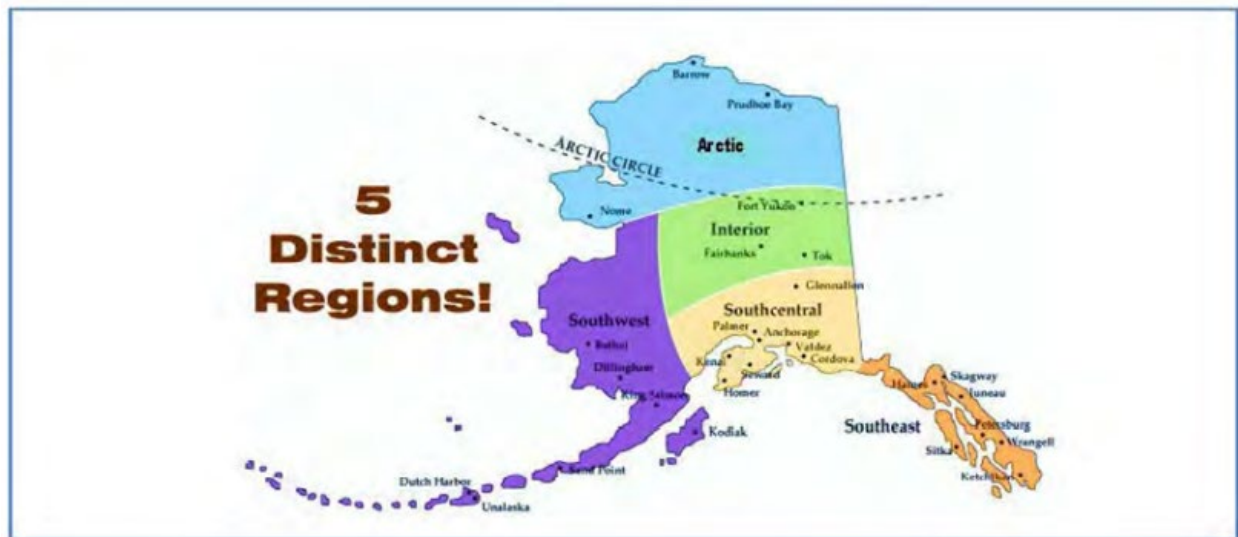 5
Distinct
Regions!
Barrow
Prudhoe Bay
Arctic
ARCTIC CIRCLE
Nome
Fort Yukon
Interior
Fairbanks
Tok
Glennallen
Southcentral
Southwest
Palmer
Anchorage
Bethel
Valdez
Kenai
Cordova
Dillingham
Seward
Homer
King Salmon
Haines
Skagway
Juneau
Kodiak
Southeast
Petersburg
Sitka
Wrangell
Sand Point
Ketchikan
Dutch Harbor
Unalaska